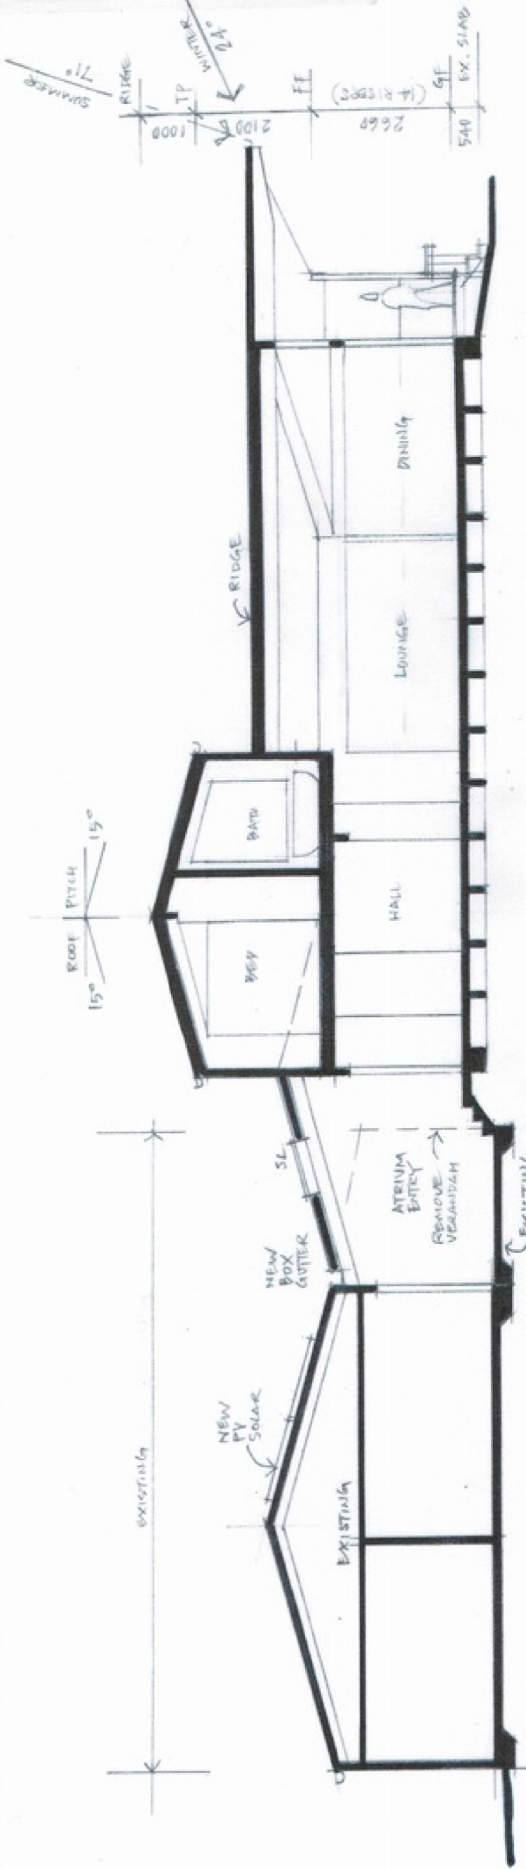 EXISTING
NEW
PV
SOLAR
EXISTING
NEW
BOX
GUTTER
SL
ATRIUM
ENTRY
REMOVE
VERANDAH
EXISTING
ROOF PITCH
15° 15°
BED
BATH
HALL
RIDGE
LOUNGE
DINING
SUMMER
71°
WINTER
24°
RIDGE
1000
TP
2100
FF
2660
(14 RISERS)
GF
540
EX. SLAB